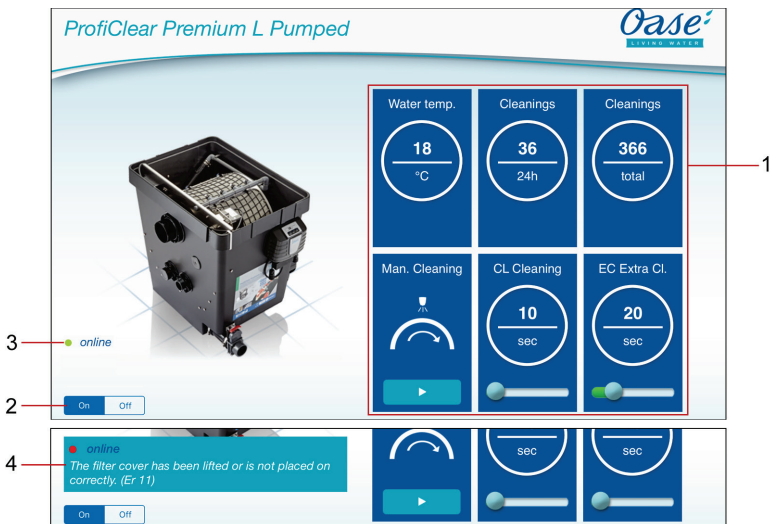 ProfiClear Premium L Pumped
Oase
LIVING WATER
Water temp.
18
°C
Cleanings
36
24h
Cleanings
366
total
1
Man. Cleaning
CL Cleaning
10
sec
EC Extra Cl.
20
sec
3
online
2
On Off
online
4
The filter cover has been lifted or is not placed on
correctly. (Er 11)
sec
sec
On Off